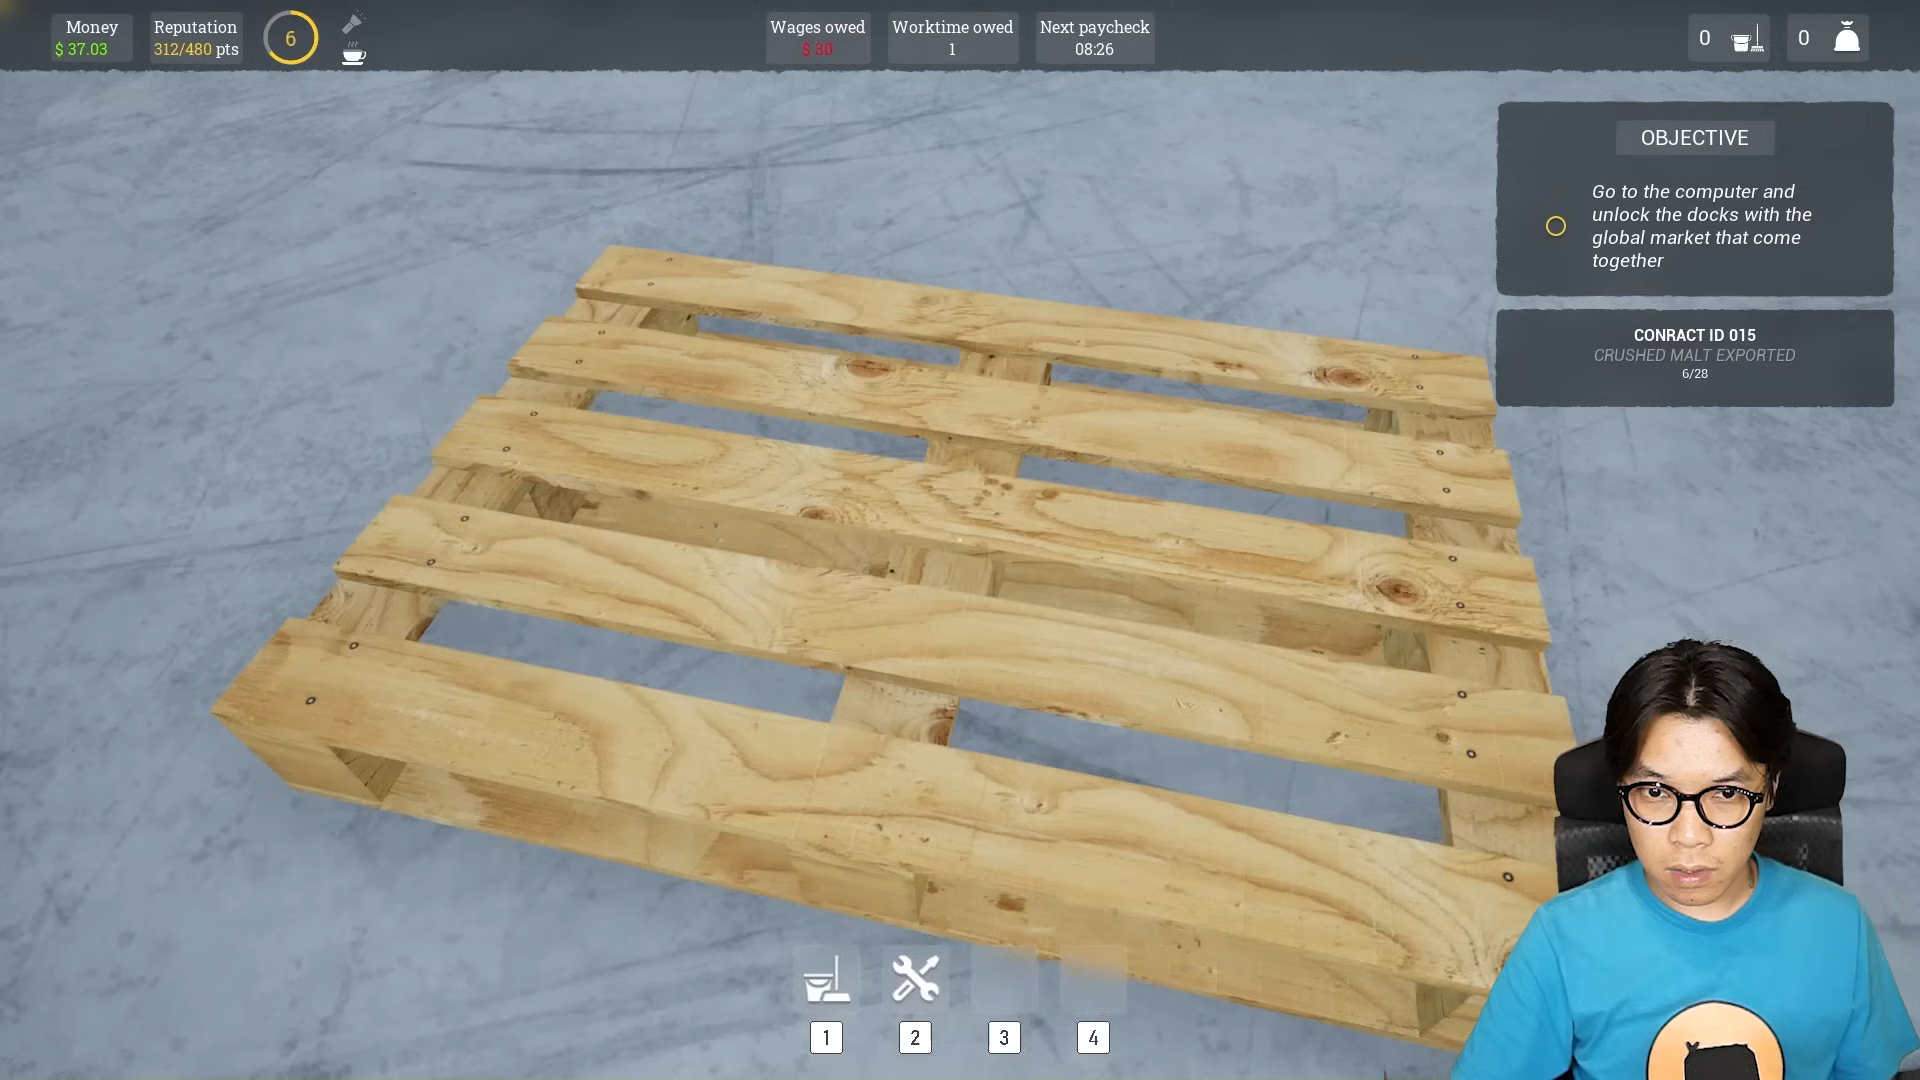 Money
$ 37.03
Reputation
312/480 pts
6
Wages owed
$ 30
Worktime owed
1
Next paycheck
08:26
0
0
OBJECTIVE
Go to the computer and
unlock the docks with the
global market that come
together
CONRACT ID 015
CRUSHED MALT EXPORTED
6/28
1
2
3
4